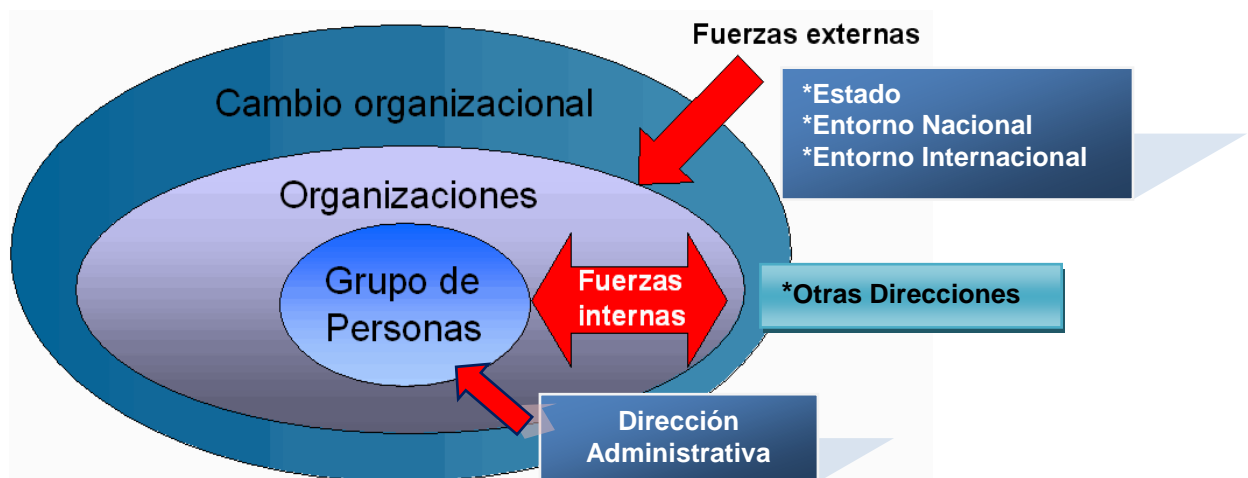 Fuerzas externas
*Estado
*Entorno Nacional
*Entorno Internacional
Cambio organizacional
Organizaciones
Grupo de
Personas
Fuerzas
internas
*Otras Direcciones
Dirección
Administrativa